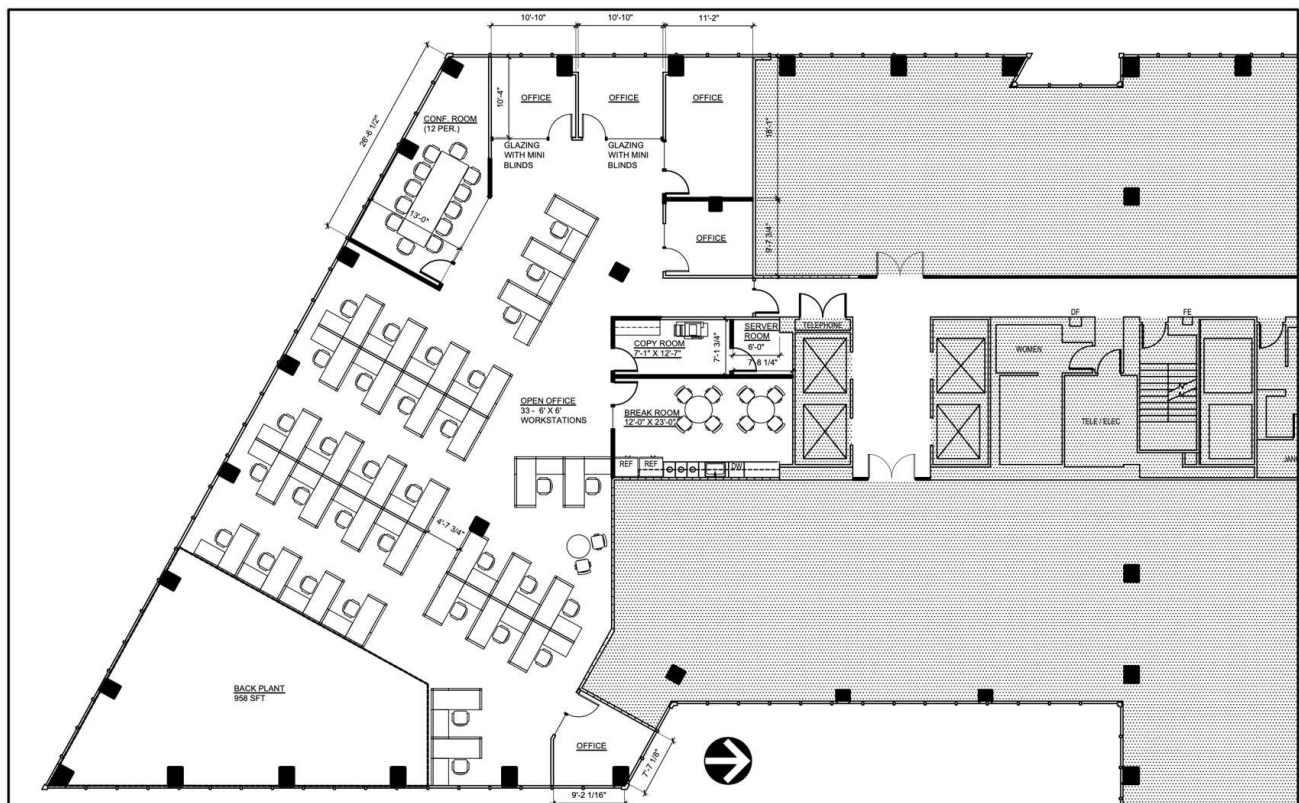 10'-10"
10'-10"
11'-2"
26'-6 1/2"
10'-4"
OFFICE
OFFICE
OFFICE
CONF. ROOM
(12 PER.)
GLAZING
WITH MINI
BLINDS
GLAZING
WITH MINI
BLINDS
18'-1"
13'-0"
OFFICE
9'-7 3/4"
TELEPHONE
DF
FE
SERVER
ROOM
6'-0"
7'-8 1/4"
COPY ROOM
7'-1" X 12'-7"
7'-1 3/4"
WOMEN
OPEN OFFICE
33 - 6' X 6'
WORKSTATIONS
BREAK ROOM
12'-0" X 23'-0"
TELE / ELEC
REF
REF
DW
JAN
4'-7 3/4"
BACK PLANT
958 SFT
OFFICE
7'-7 1/8"
9'-2 1/16"